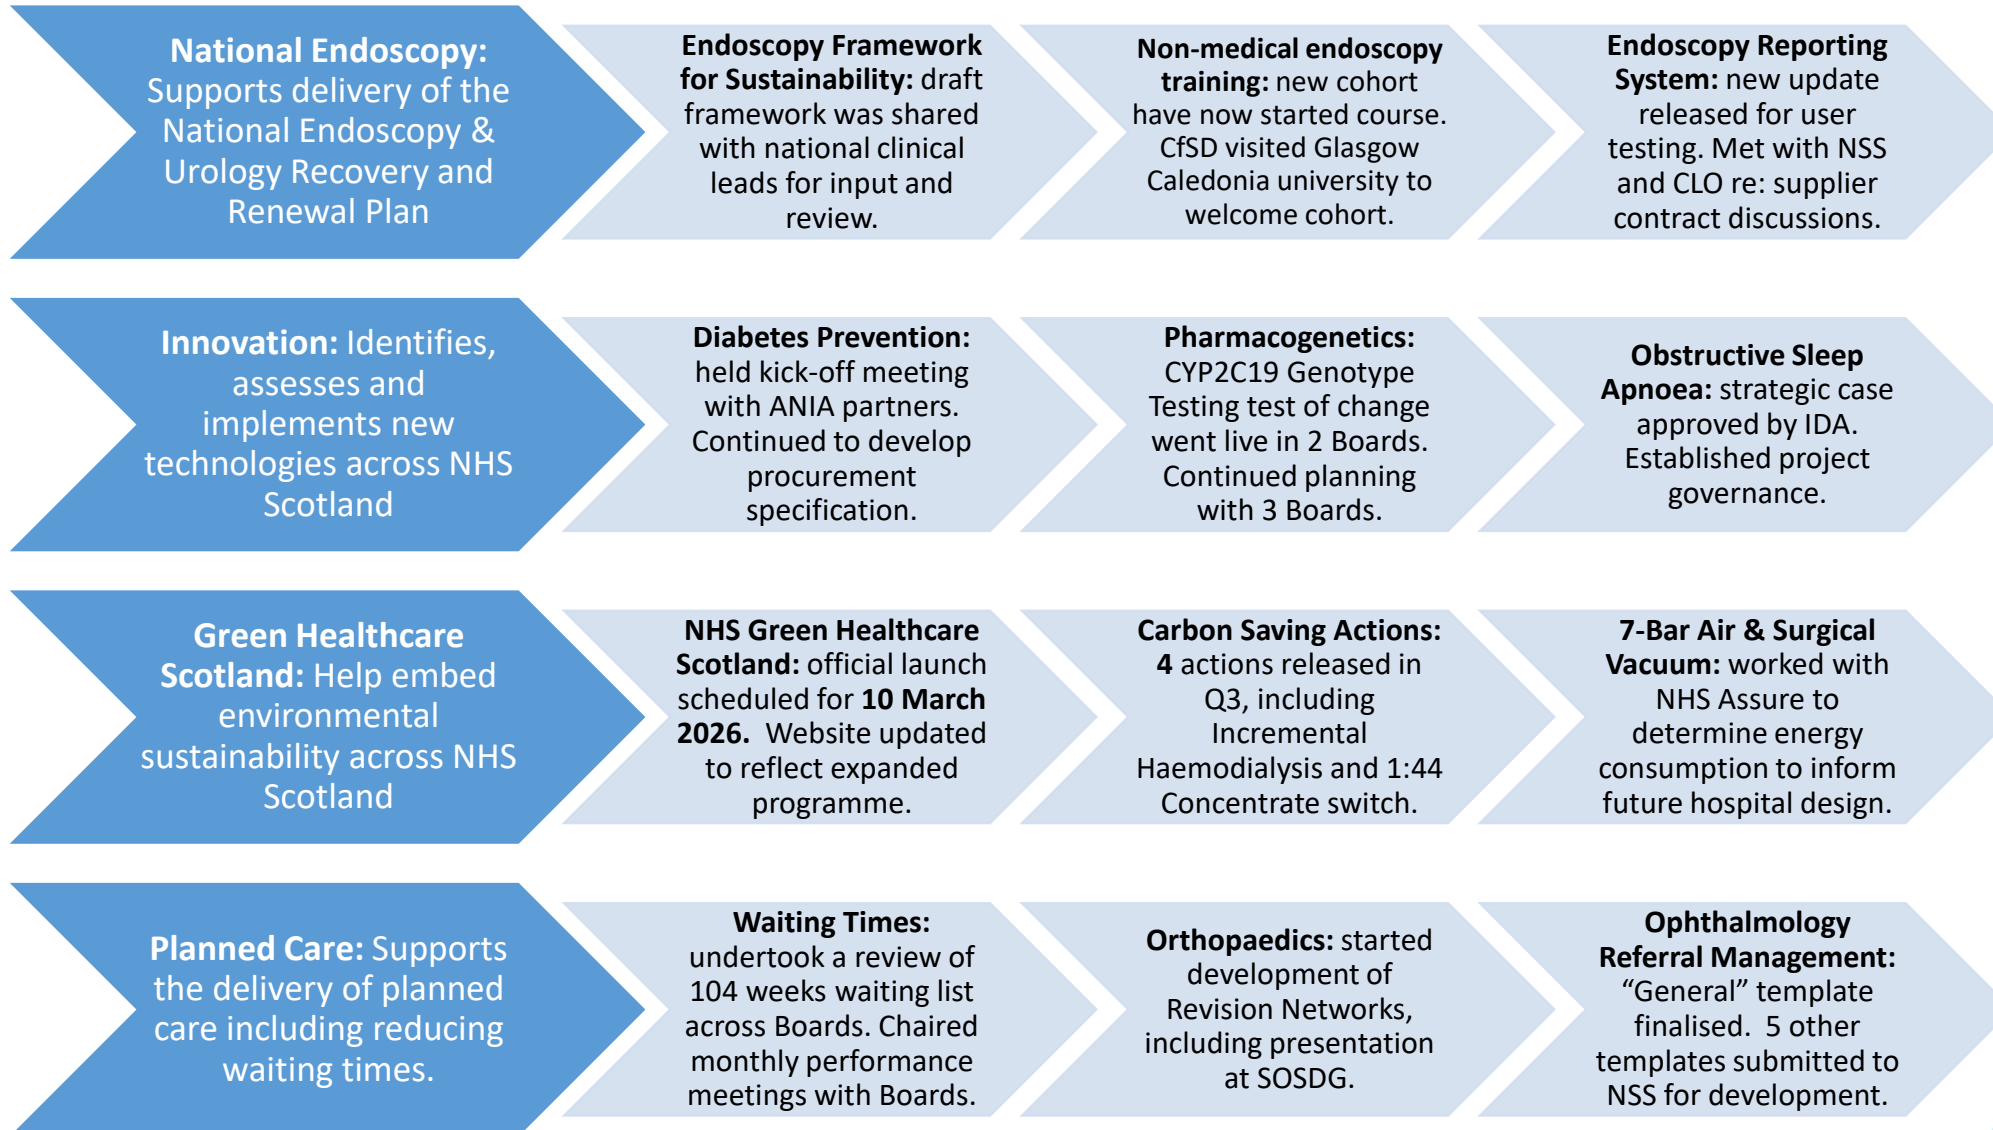 National Endoscopy:
Supports delivery of the
National Endoscopy &
Urology Recovery and
Renewal Plan
Endoscopy Framework
for Sustainability: draft
framework was shared
with national clinical
leads for input and
review.
Non-medical endoscopy
training: new cohort
have now started course.
CfSD visited Glasgow
Caledonia university to
welcome cohort.
Endoscopy Reporting
System: new update
released for user
testing. Met with NSS
and CLO re: supplier
contract discussions.
Innovation: Identifies,
assesses and
implements new
technologies across NHS
Scotland
Diabetes Prevention:
held kick-off meeting
with ANIA partners.
Continued to develop
procurement
specification.
Pharmacogenetics:
CYP2C19 Genotype
Testing test of change
went live in 2 Boards.
Continued planning
with 3 Boards.
Obstructive Sleep
Apnoea: strategic case
approved by IDA.
Established project
governance.
Green Healthcare
Scotland: Help embed
environmental
sustainability across NHS
Scotland
NHS Green Healthcare
Scotland: official launch
scheduled for 10 March
2026. Website updated
to reflect expanded
programme.
Carbon Saving Actions:
4 actions released in
Q3, including
Incremental
Haemodialysis and 1:44
Concentrate switch.
7-Bar Air & Surgical
Vacuum: worked with
NHS Assure to
determine energy
consumption to inform
future hospital design.
Planned Care: Supports
the delivery of planned
care including reducing
waiting times.
Waiting Times:
undertook a review of
104 weeks waiting list
across Boards. Chaired
monthly performance
meetings with Boards.
Orthopaedics: started
development of
Revision Networks,
including presentation
at SOSDG.
Ophthalmology
Referral Management:
“General” template
finalised. 5 other
templates submitted to
NSS for development.